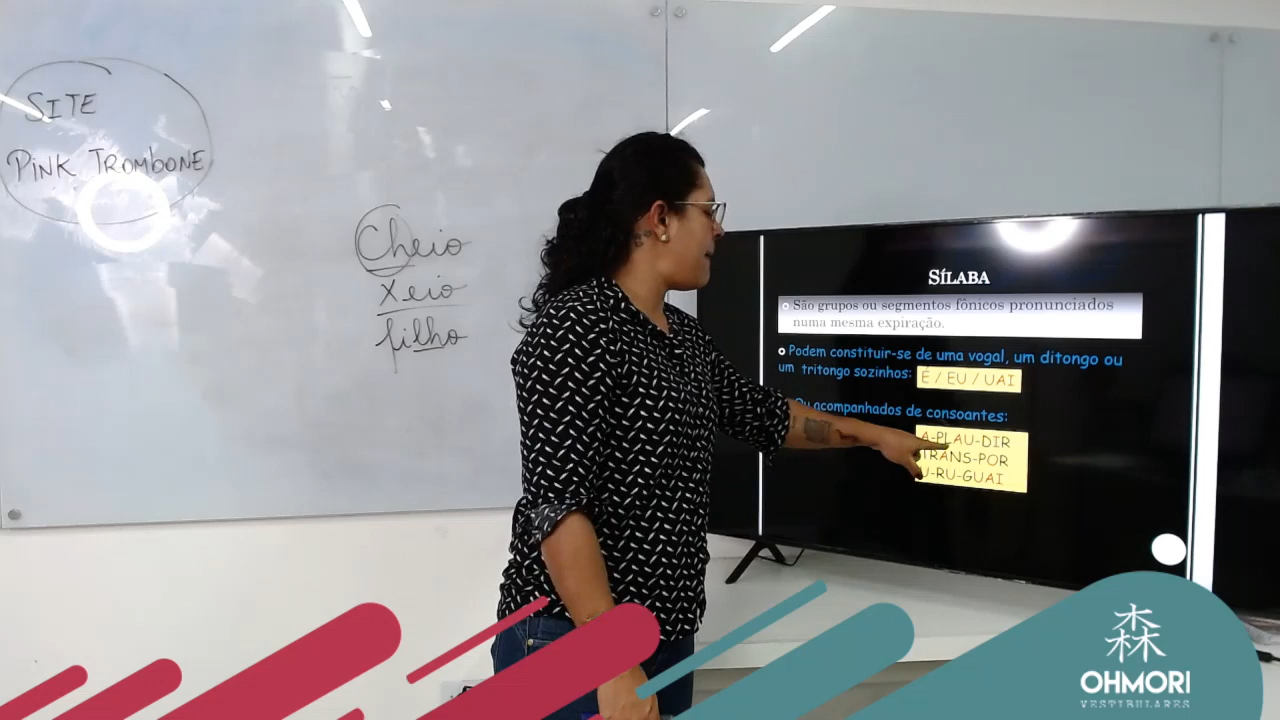 SITE
PINK TROMBONE
Cheio
Xeio
filho
SÍLABA
São grupos ou segmentos fônicos pronunciados
numa mesma expiração.
Podem constituir-se de uma vogal, um ditongo ou
um tritongo sozinhos: É / EU / UAI
Ou acompanhados de consoantes:
A-PLAU-DIR
TRANS-POR
U-RU-GUAI
森
OHMORI
VESTIBULARES